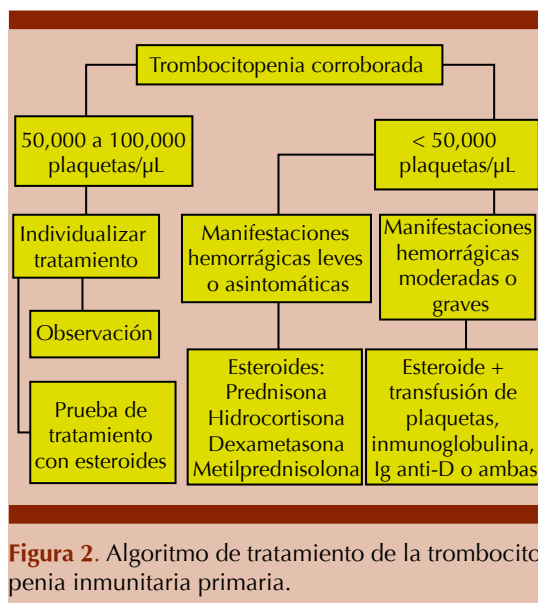 Trombocitopenia corroborada
50,000 a 100,000
plaquetas/µL
< 50,000
plaquetas/µL
Individualizar
tratamiento
Manifestaciones
hemorrágicas leves
o asintomáticas
Manifestaciones
hemorrágicas
moderadas o
graves
Observación
Prueba de
tratamiento
con esteroides
Esteroides:
Prednisona
Hidrocortisona
Dexametasona
Metilprednisolona
Esteroide +
transfusión de
plaquetas,
inmunoglobulina,
Ig anti-D o ambas
Figura 2. Algoritmo de tratamiento de la trombocito
penia inmunitaria primaria.